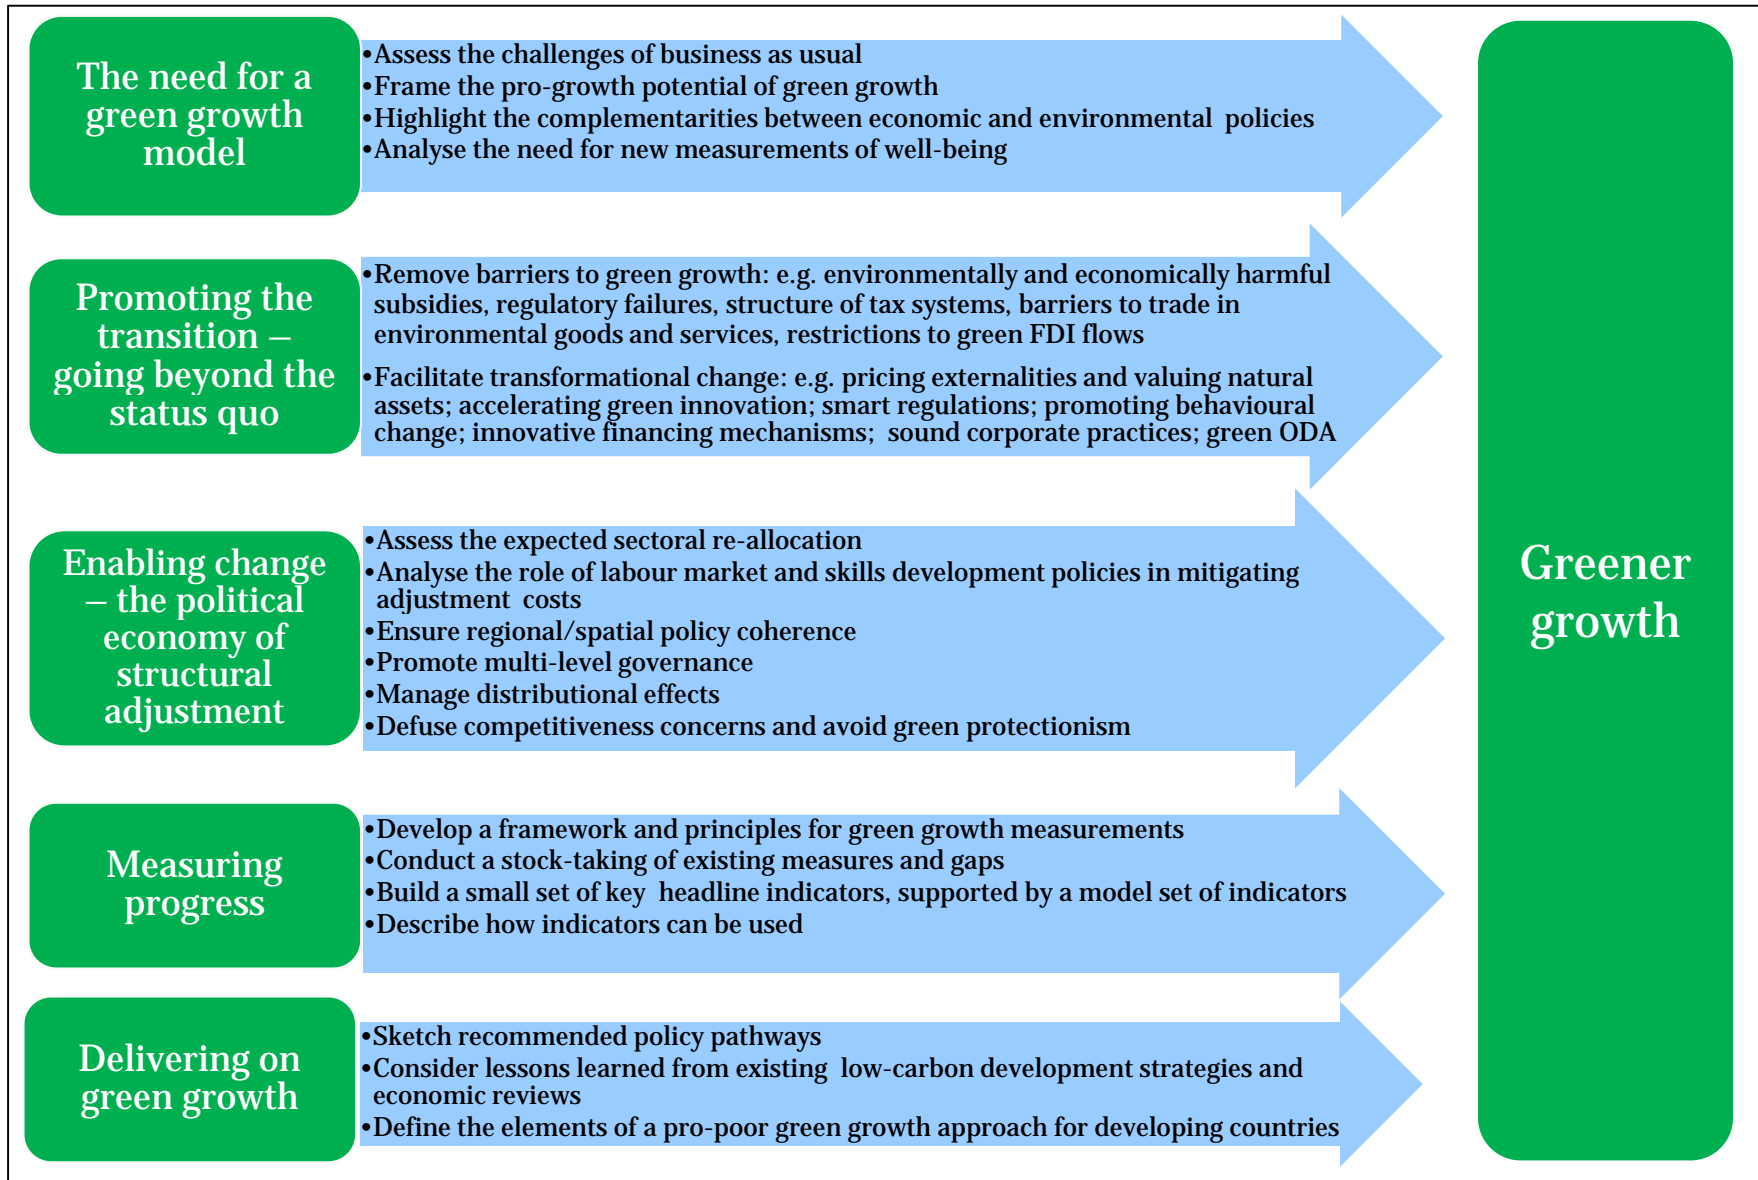 The need for a
green growth
model
•Assess the challenges of business as usual
•Frame the pro-growth potential of green growth
•Highlight the complementarities between economic and environmental policies
•Analyse the need for new measurements of well-being
Promoting the
transition –
going beyond the
status quo
•Remove barriers to green growth: e.g. environmentally and economically harmful
subsidies, regulatory failures, structure of tax systems, barriers to trade in
environmental goods and services, restrictions to green FDI flows
•Facilitate transformational change: e.g. pricing externalities and valuing natural
assets; accelerating green innovation; smart regulations; promoting behavioural
change; innovative financing mechanisms; sound corporate practices; green ODA
Enabling change
– the political
economy of
structural
adjustment
•Assess the expected sectoral re-allocation
•Analyse the role of labour market and skills development policies in mitigating
adjustment costs
•Ensure regional/spatial policy coherence
•Promote multi-level governance
•Manage distributional effects
•Defuse competitiveness concerns and avoid green protectionism
Measuring
progress
•Develop a framework and principles for green growth measurements
•Conduct a stock-taking of existing measures and gaps
•Build a small set of key headline indicators, supported by a model set of indicators
•Describe how indicators can be used
Delivering on
green growth
•Sketch recommended policy pathways
•Consider lessons learned from existing low-carbon development strategies and
economic reviews
•Define the elements of a pro-poor green growth approach for developing countries
Greener
growth